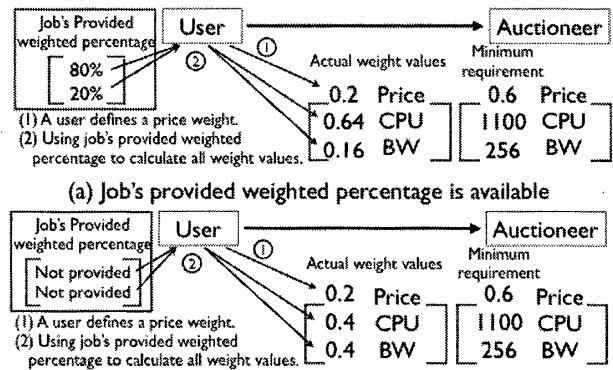 Job's Provided
weighted percentage
User
Auctioneer
①
②
80%
20%
Actual weight values
Minimum
requirement
0.2 Price
0.64 CPU
0.16 BW
0.6 Price
1100 CPU
256 BW
(1) A user defines a price weight.
(2) Using job's provided weighted
percentage to calculate all weight values.
(a) Job's provided weighted percentage is available
Job's Provided
weighted percentage
User
Auctioneer
①
②
Not provided
Not provided
Actual weight values
Minimum
requirement
0.2 Price
0.4 CPU
0.4 BW
0.6 Price
1100 CPU
256 BW
(1) A user defines a price weight.
(2) Using job's provided weighted
percentage to calculate all weight values.